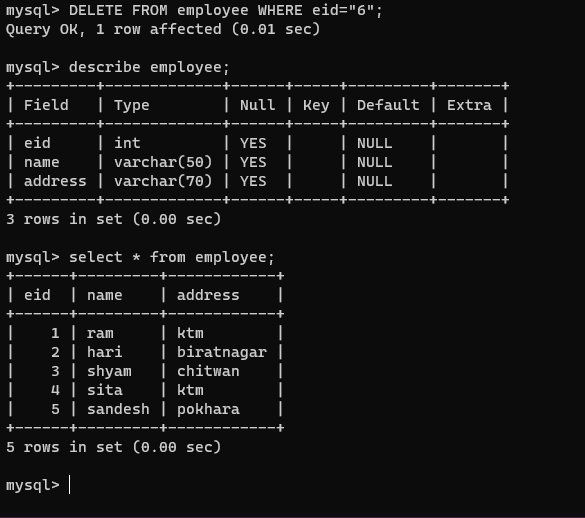 mysql> DELETE FROM employee WHERE eid="6";
Query OK, 1 row affected (0.01 sec)
mysql> describe employee;
+---------+-------------+------+-----+---------+-------+
| Field   | Type        | Null | Key | Default | Extra |
+---------+-------------+------+-----+---------+-------+
| eid     | int         | YES  |     | NULL    |       |
| name    | varchar(50) | YES  |     | NULL    |       |
| address | varchar(70) | YES  |     | NULL    |       |
+---------+-------------+------+-----+---------+-------+
3 rows in set (0.00 sec)
mysql> select * from employee;
+------+---------+------------+
| eid  | name    | address    |
+------+---------+------------+
|    1 | ram     | ktm        |
|    2 | hari    | biratnagar |
|    3 | shyam   | chitwan    |
|    4 | sita    | ktm        |
|    5 | sandesh | pokhara    |
+------+---------+------------+
5 rows in set (0.00 sec)
mysql>